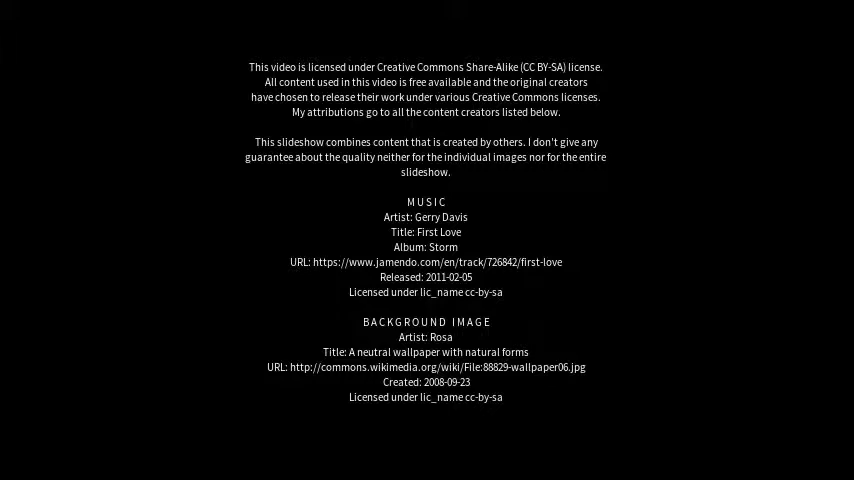 This video is licensed under Creative Commons Share-Alike (CC BY-SA) license.
All content used in this video is free available and the original creators
have chosen to release their work under various Creative Commons licenses.
My attributions go to all the content creators listed below.
This slideshow combines content that is created by others. I don't give any
guarantee about the quality neither for the individual images nor for the entire
slideshow.
MUSIC
Artist: Gerry Davis
Title: First Love
Album: Storm
URL: https://www.jamendo.com/en/track/726842/first-love
Released: 2011-02-05
Licensed under lic_name cc-by-sa
BACKGROUND IMAGE
Artist: Rosa
Title: A neutral wallpaper with natural forms
URL: http://commons.wikimedia.org/wiki/File:88829-wallpaper06.jpg
Created: 2008-09-23
Licensed under lic_name cc-by-sa